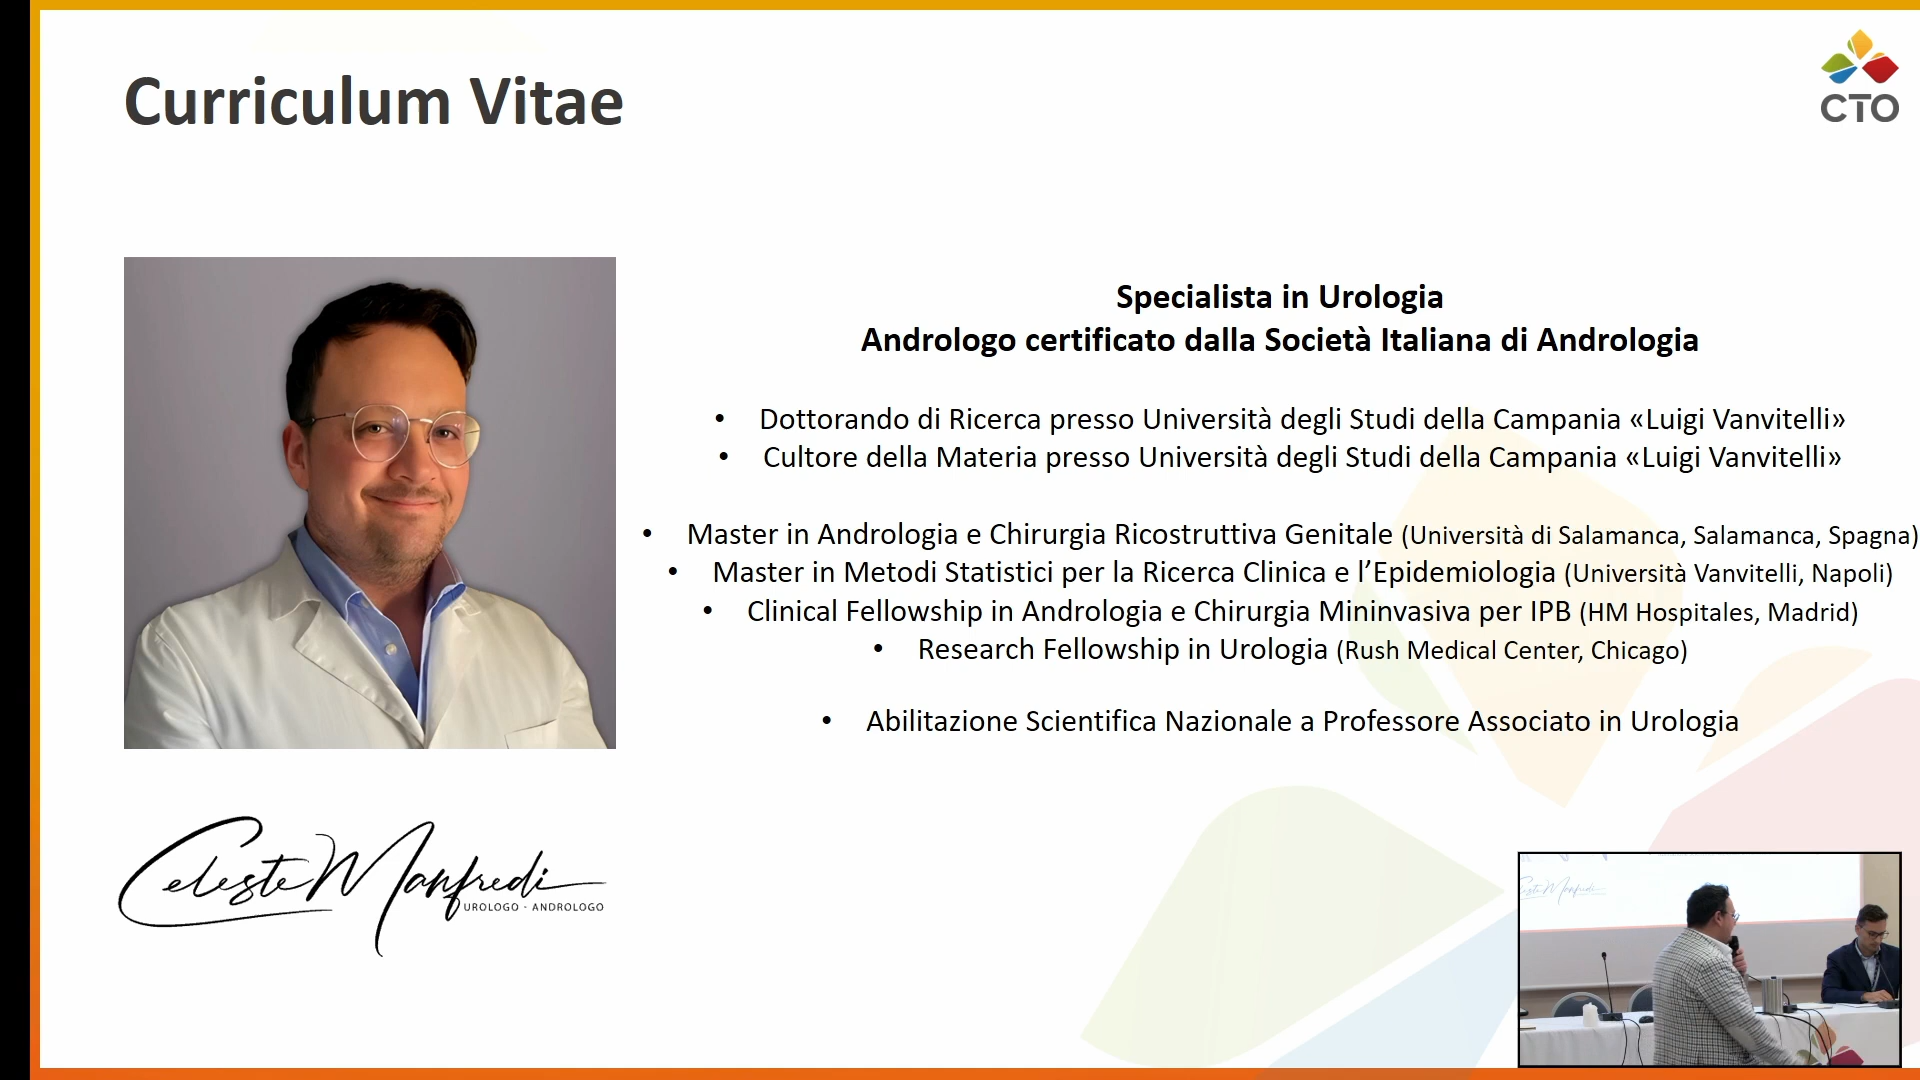 Curriculum Vitae
CTO
Specialista in Urologia
Andrologo certificato dalla Società Italiana di Andrologia
• Dottorando di Ricerca presso Università degli Studi della Campania «Luigi Vanvitelli»
• Cultore della Materia presso Università degli Studi della Campania «Luigi Vanvitelli»
• Master in Andrologia e Chirurgia Ricostruttiva Genitale (Università di Salamanca, Salamanca, Spagna)
• Master in Metodi Statistici per la Ricerca Clinica e l’Epidemiologia (Università Vanvitelli, Napoli)
• Clinical Fellowship in Andrologia e Chirurgia Mininvasiva per IPB (HM Hospitales, Madrid)
• Research Fellowship in Urologia (Rush Medical Center, Chicago)
• Abilitazione Scientifica Nazionale a Professore Associato in Urologia
Celeste Manfredi
UROLOGO - ANDROLOGO